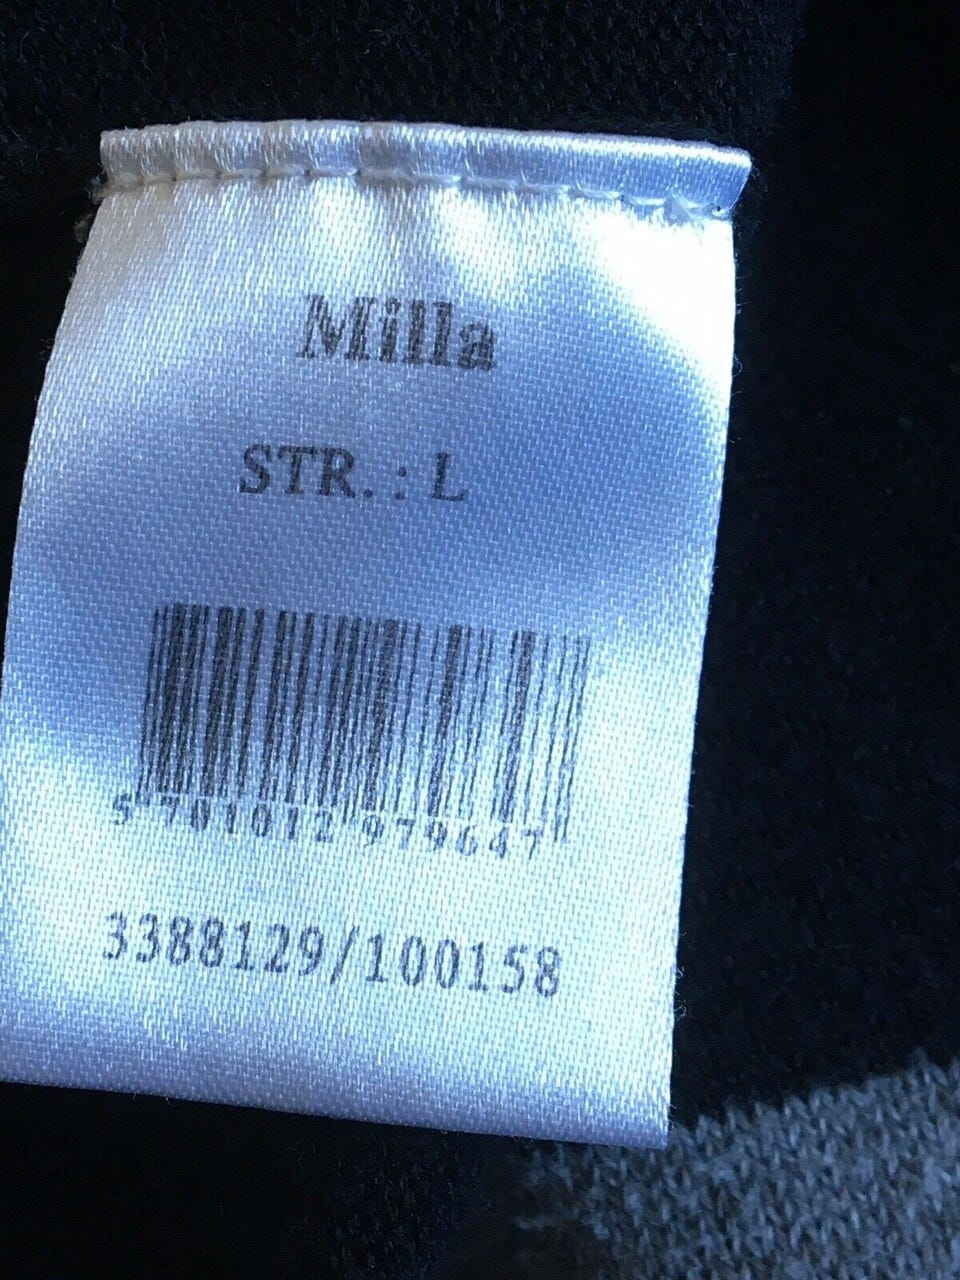 Milla
STR. : L
5 701012 979647
3388129/100158